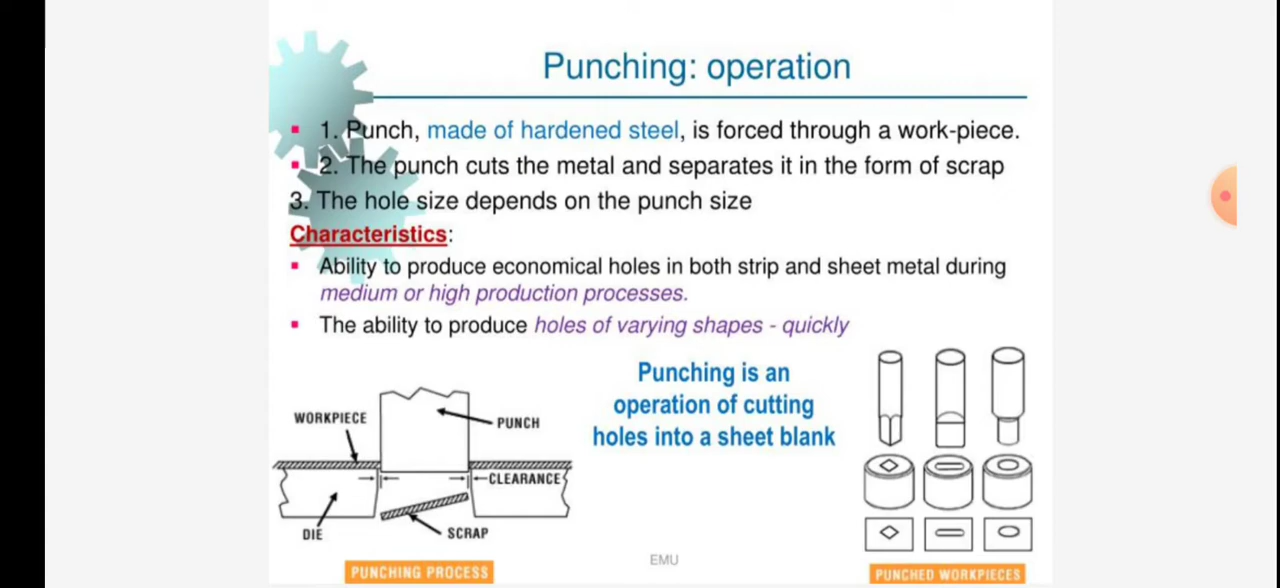 Punching: operation
1. Punch, made of hardened steel, is forced through a work-piece.
2. The punch cuts the metal and separates it in the form of scrap
3. The hole size depends on the punch size
Characteristics:
Ability to produce economical holes in both strip and sheet metal during
medium or high production processes.
The ability to produce holes of varying shapes - quickly
Punching is an
operation of cutting
holes into a sheet blank
WORKPIECE
PUNCH
CLEARANCE
DIE
SCRAP
PUNCHING PROCESS
EMU
PUNCHED WORKPIECES